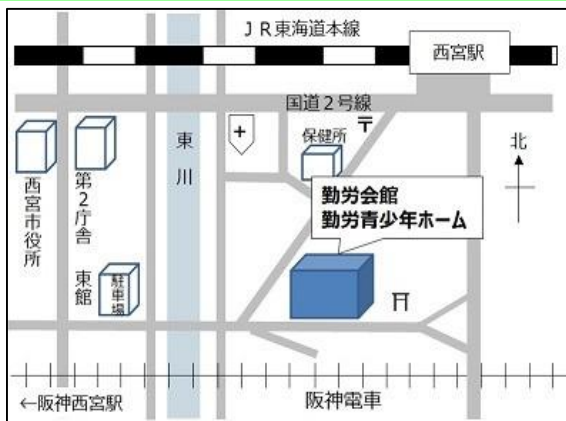 JR東海道本線
西宮駅
国道2号線
〒
保健所
東川
北
西宮市役所
第2庁舎
東館
駐車場
勤労会館
勤労青少年ホーム
←阪神西宮駅
阪神電車